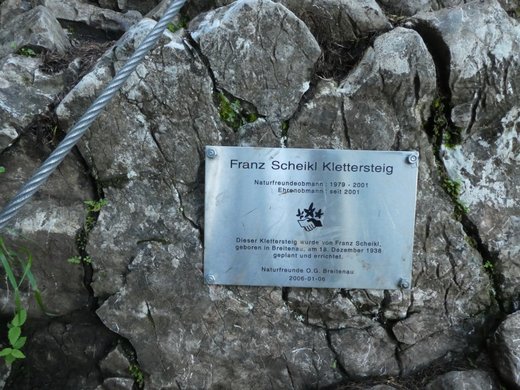 Franz Scheikl Klettersteig
Naturfreundeobmann : 1979 - 2001
Ehrenobmann : seit 2001
Dieser Klettersteig wurde von Franz Scheikl,
geboren in Breitenau, am 18. Dezember 1938
geplant und errichtet.
Naturfreunde O.G. Breitenau
2006-01-06